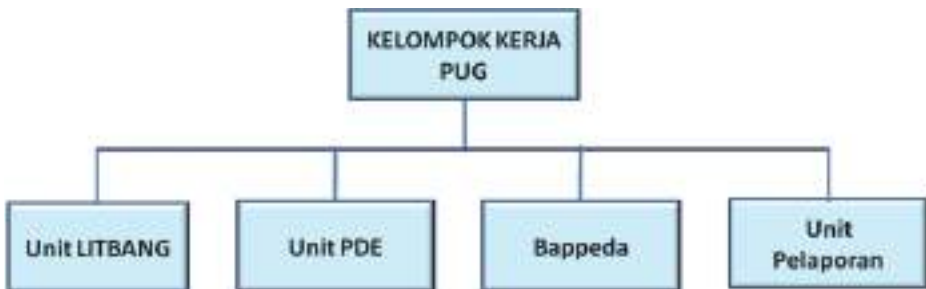 KELOMPOK KERJA
PUG
Unit LITBANG
Unit PDE
Bappeda
Unit
Pelaporan